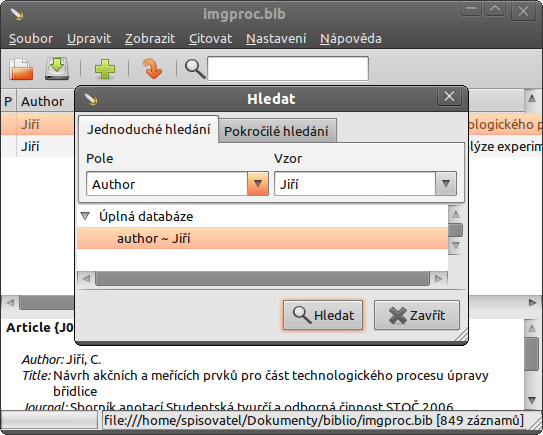 imgproc.bib
Soubor Upravit Zobrazit Citovat Nastavení Nápověda
P Author
Hledat
Jiří ologického p
Jednoduché hledání Pokročilé hledání
Jiří lýze experim
Pole Vzor
Author Jiří
Úplná databáze
author ~ Jiří
Hledat Zavřít
Article {J0
Author: Jiří, C.
Title: Návrh akčních a meřících prvků pro část technologického procesu úpravy
břidlice
Journal: Sborník anotací Studentská tvurčí a odborná činnost STOČ 2006
file:///home/spisovatel/Dokumenty/biblio/imgproc.bib [849 záznamů]